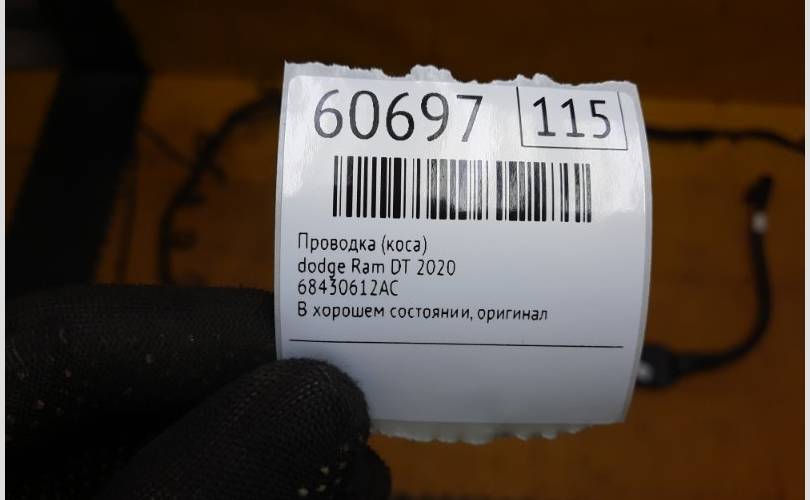 60697 115
Проводка (коса)
dodge Ram DT 2020
68430612AC
В хорошем состоянии, оригинал